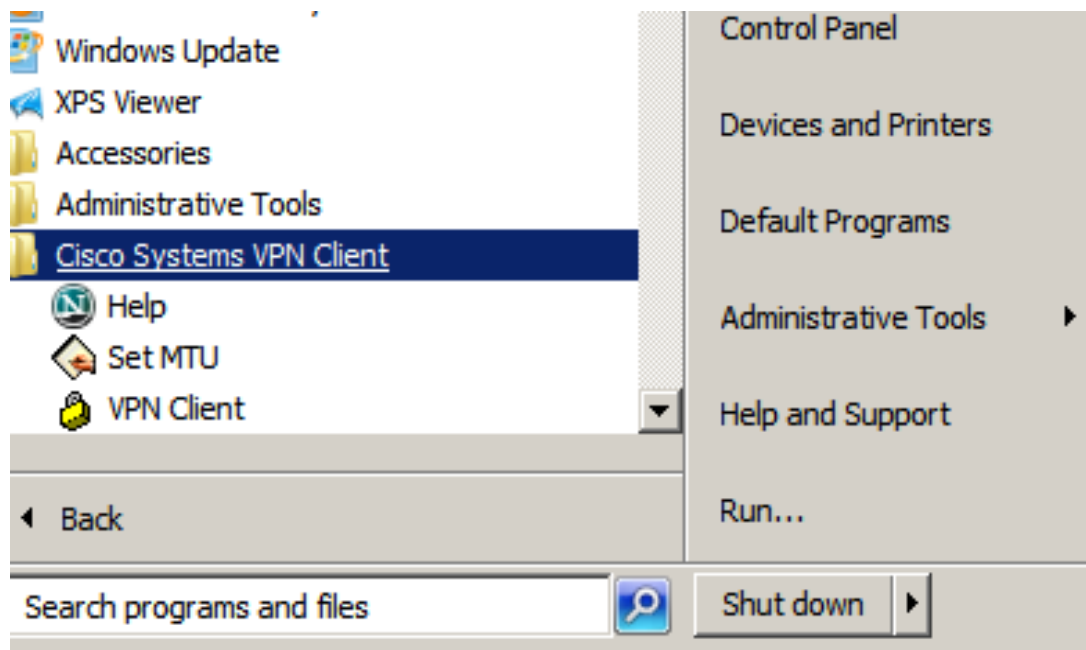 Windows Update
XPS Viewer
Accessories
Administrative Tools
Cisco Systems VPN Client
Help
Set MTU
VPN Client
Back
Search programs and files
Control Panel
Devices and Printers
Default Programs
Administrative Tools
Help and Support
Run...
Shut down